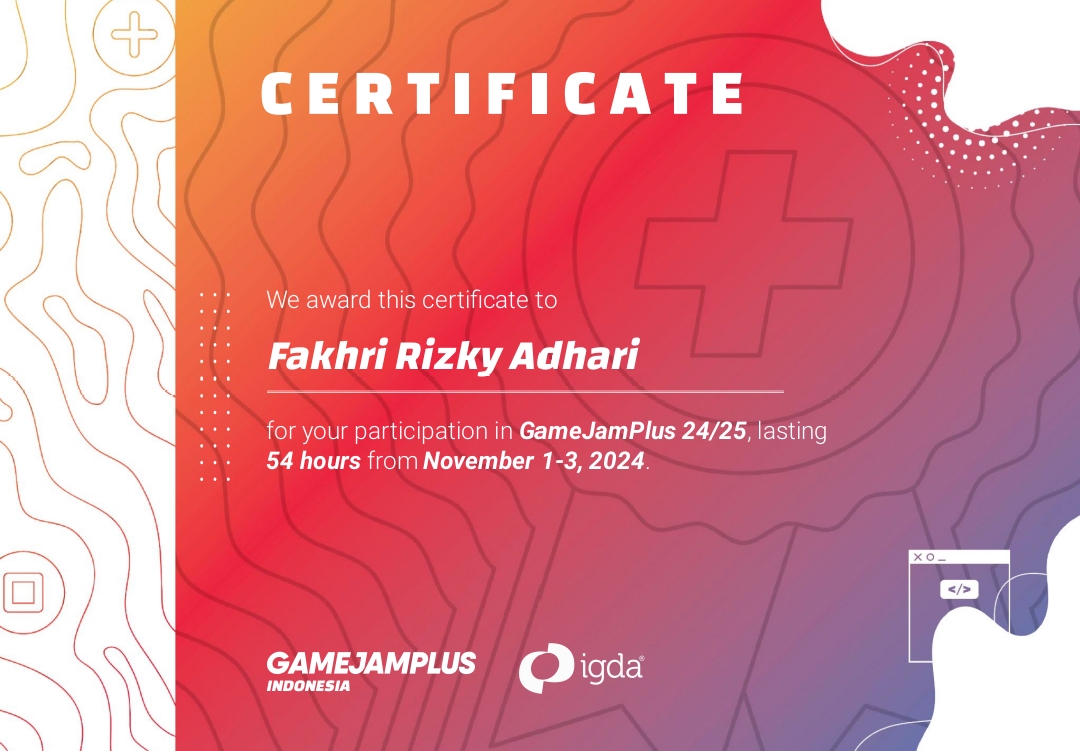 CERTIFICATE
We award this certificate to
Fakhri Rizky Adhari
for your participation in GameJamPlus 24/25, lasting
54 hours from November 1-3, 2024.
GAMEJAMPLUS
INDONESIA
igda®